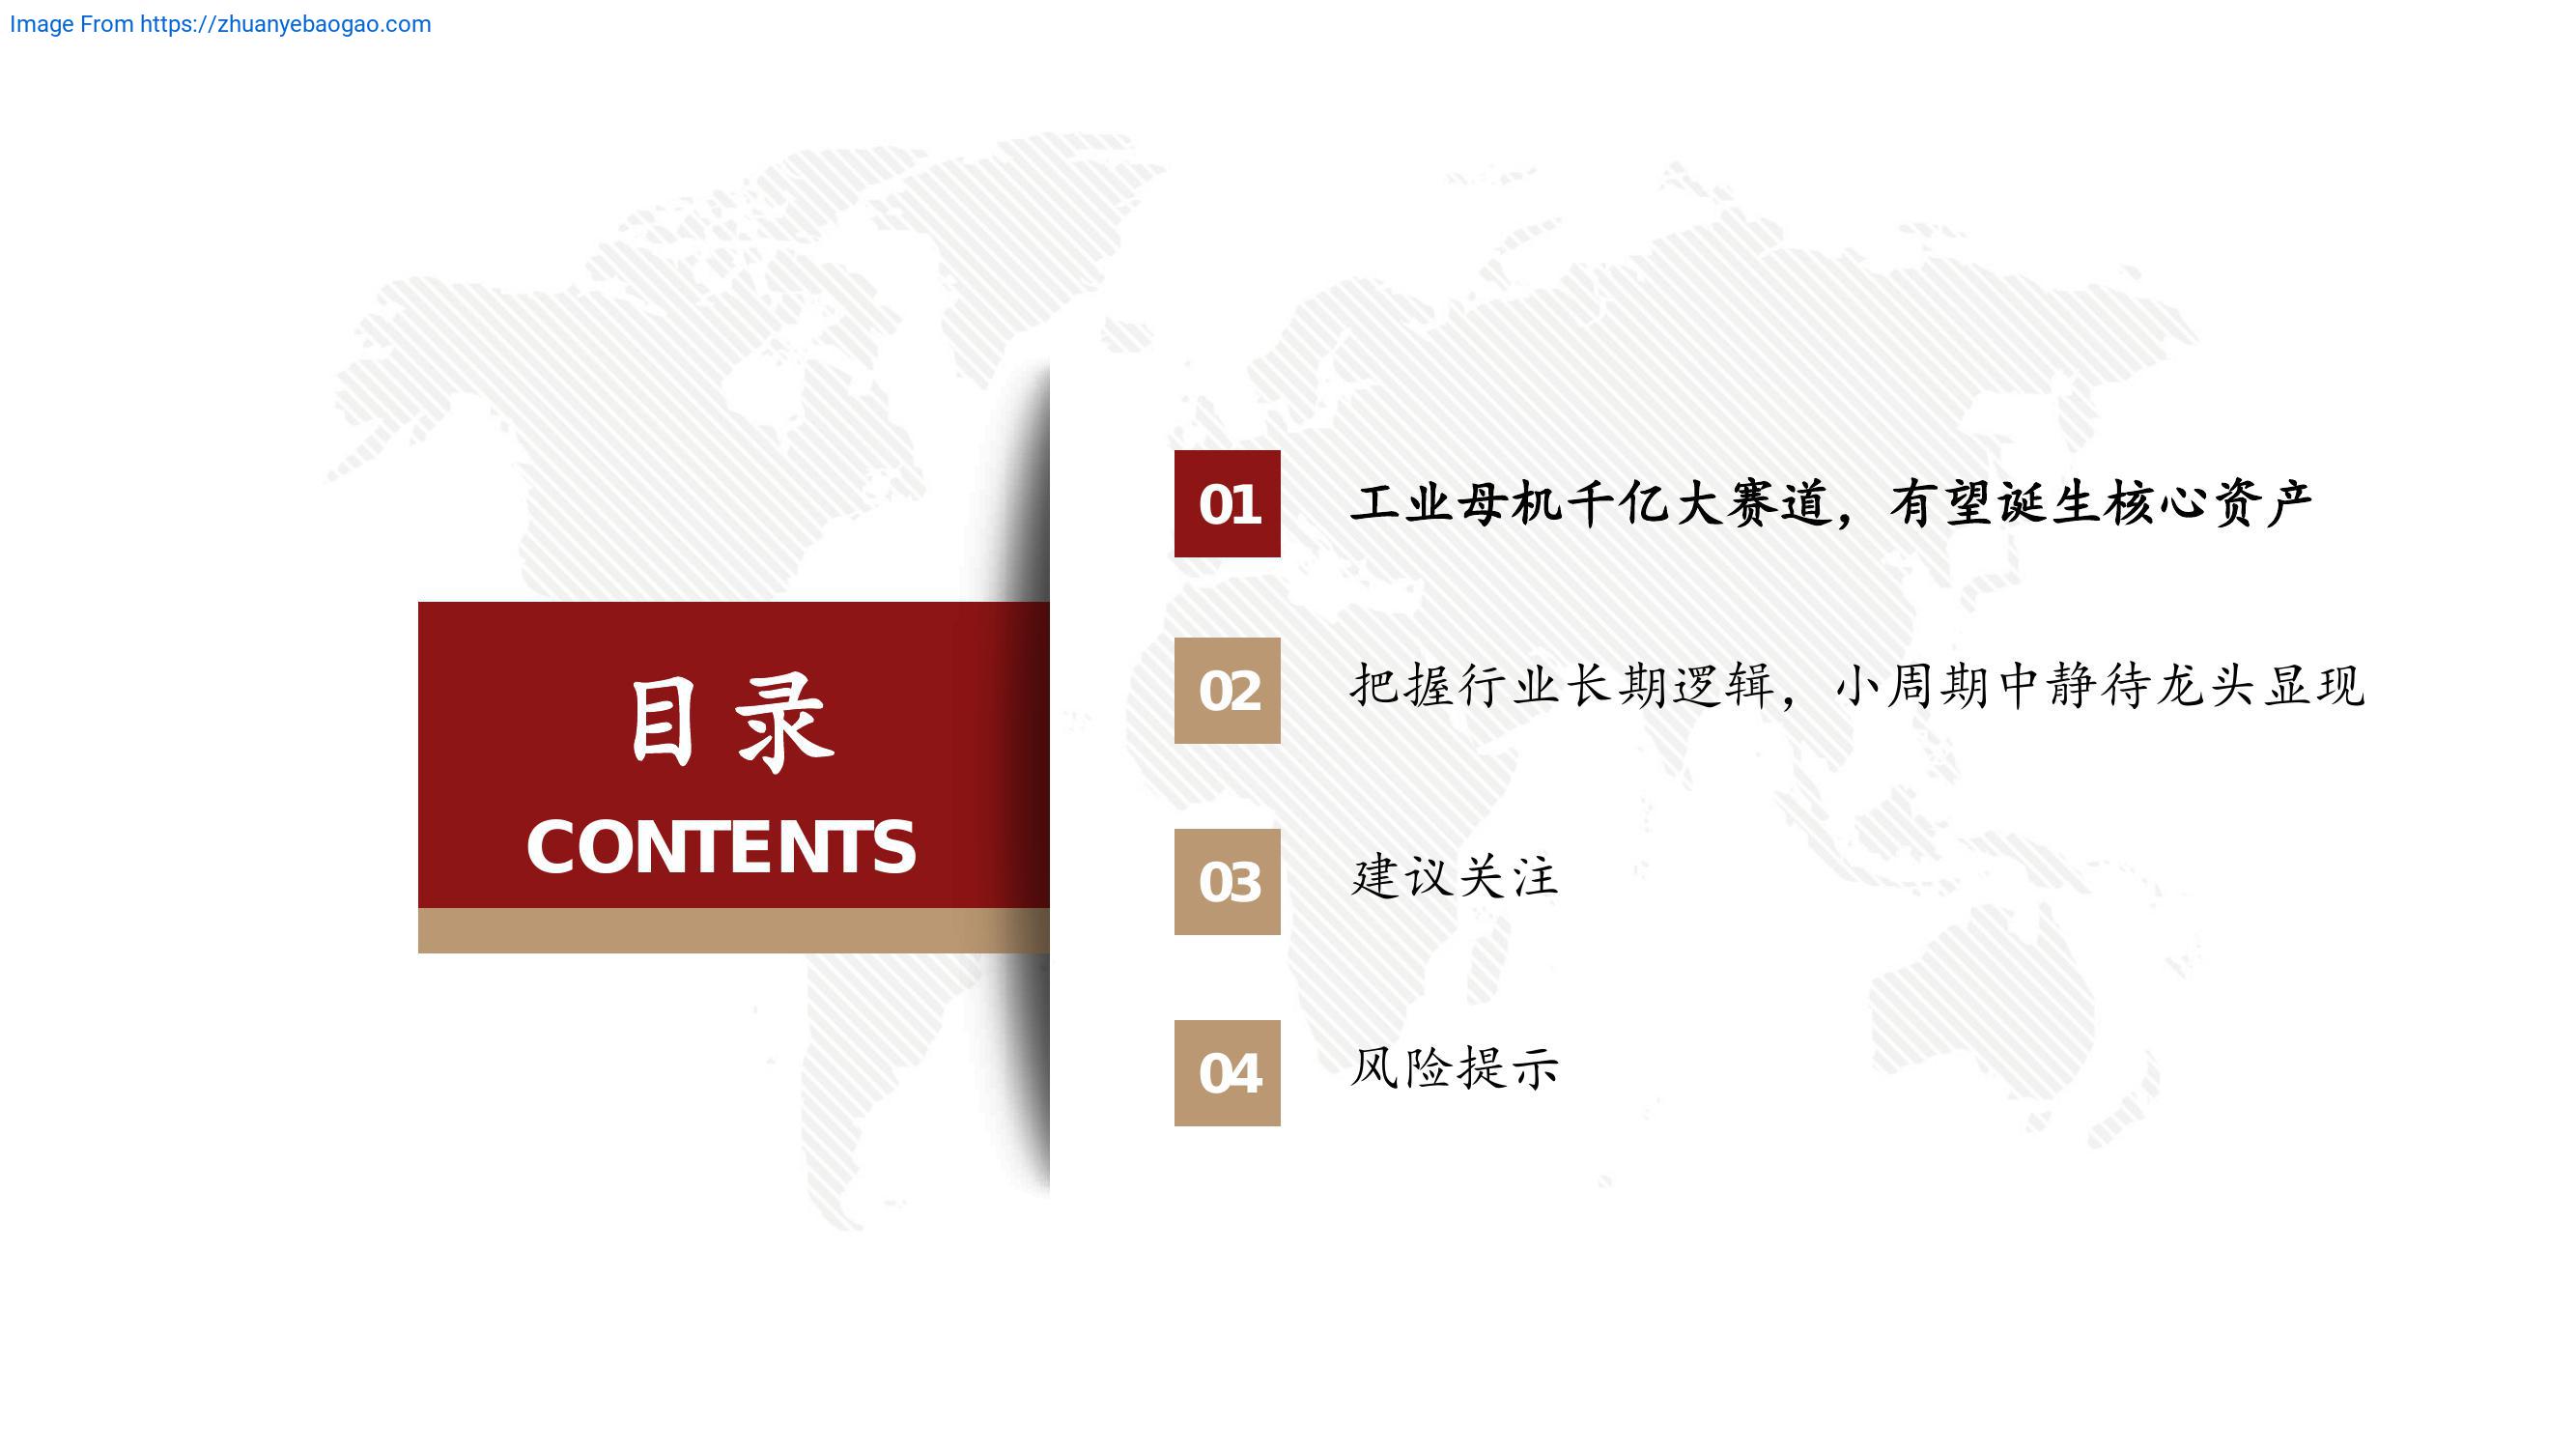 Image From https://zhuanyebaogao.com
目录
CONTENTS
01 工业母机千亿大赛道，有望诞生核心资产
02 把握行业长期逻辑，小周期中静待龙头显现
03 建议关注
04 风险提示